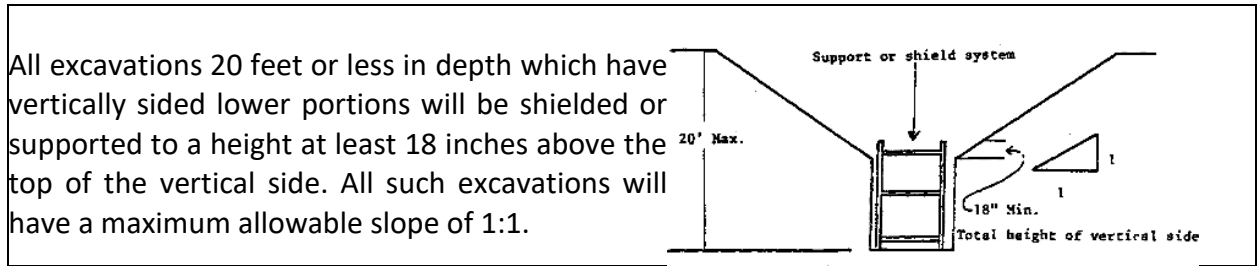 All excavations 20 feet or less in depth which have
vertically sided lower portions will be shielded or
supported to a height at least 18 inches above the
top of the vertical side. All such excavations will
have a maximum allowable slope of 1:1.
Support or shield system
20' Max.
1
1
18" Min.
Total height of vertical side